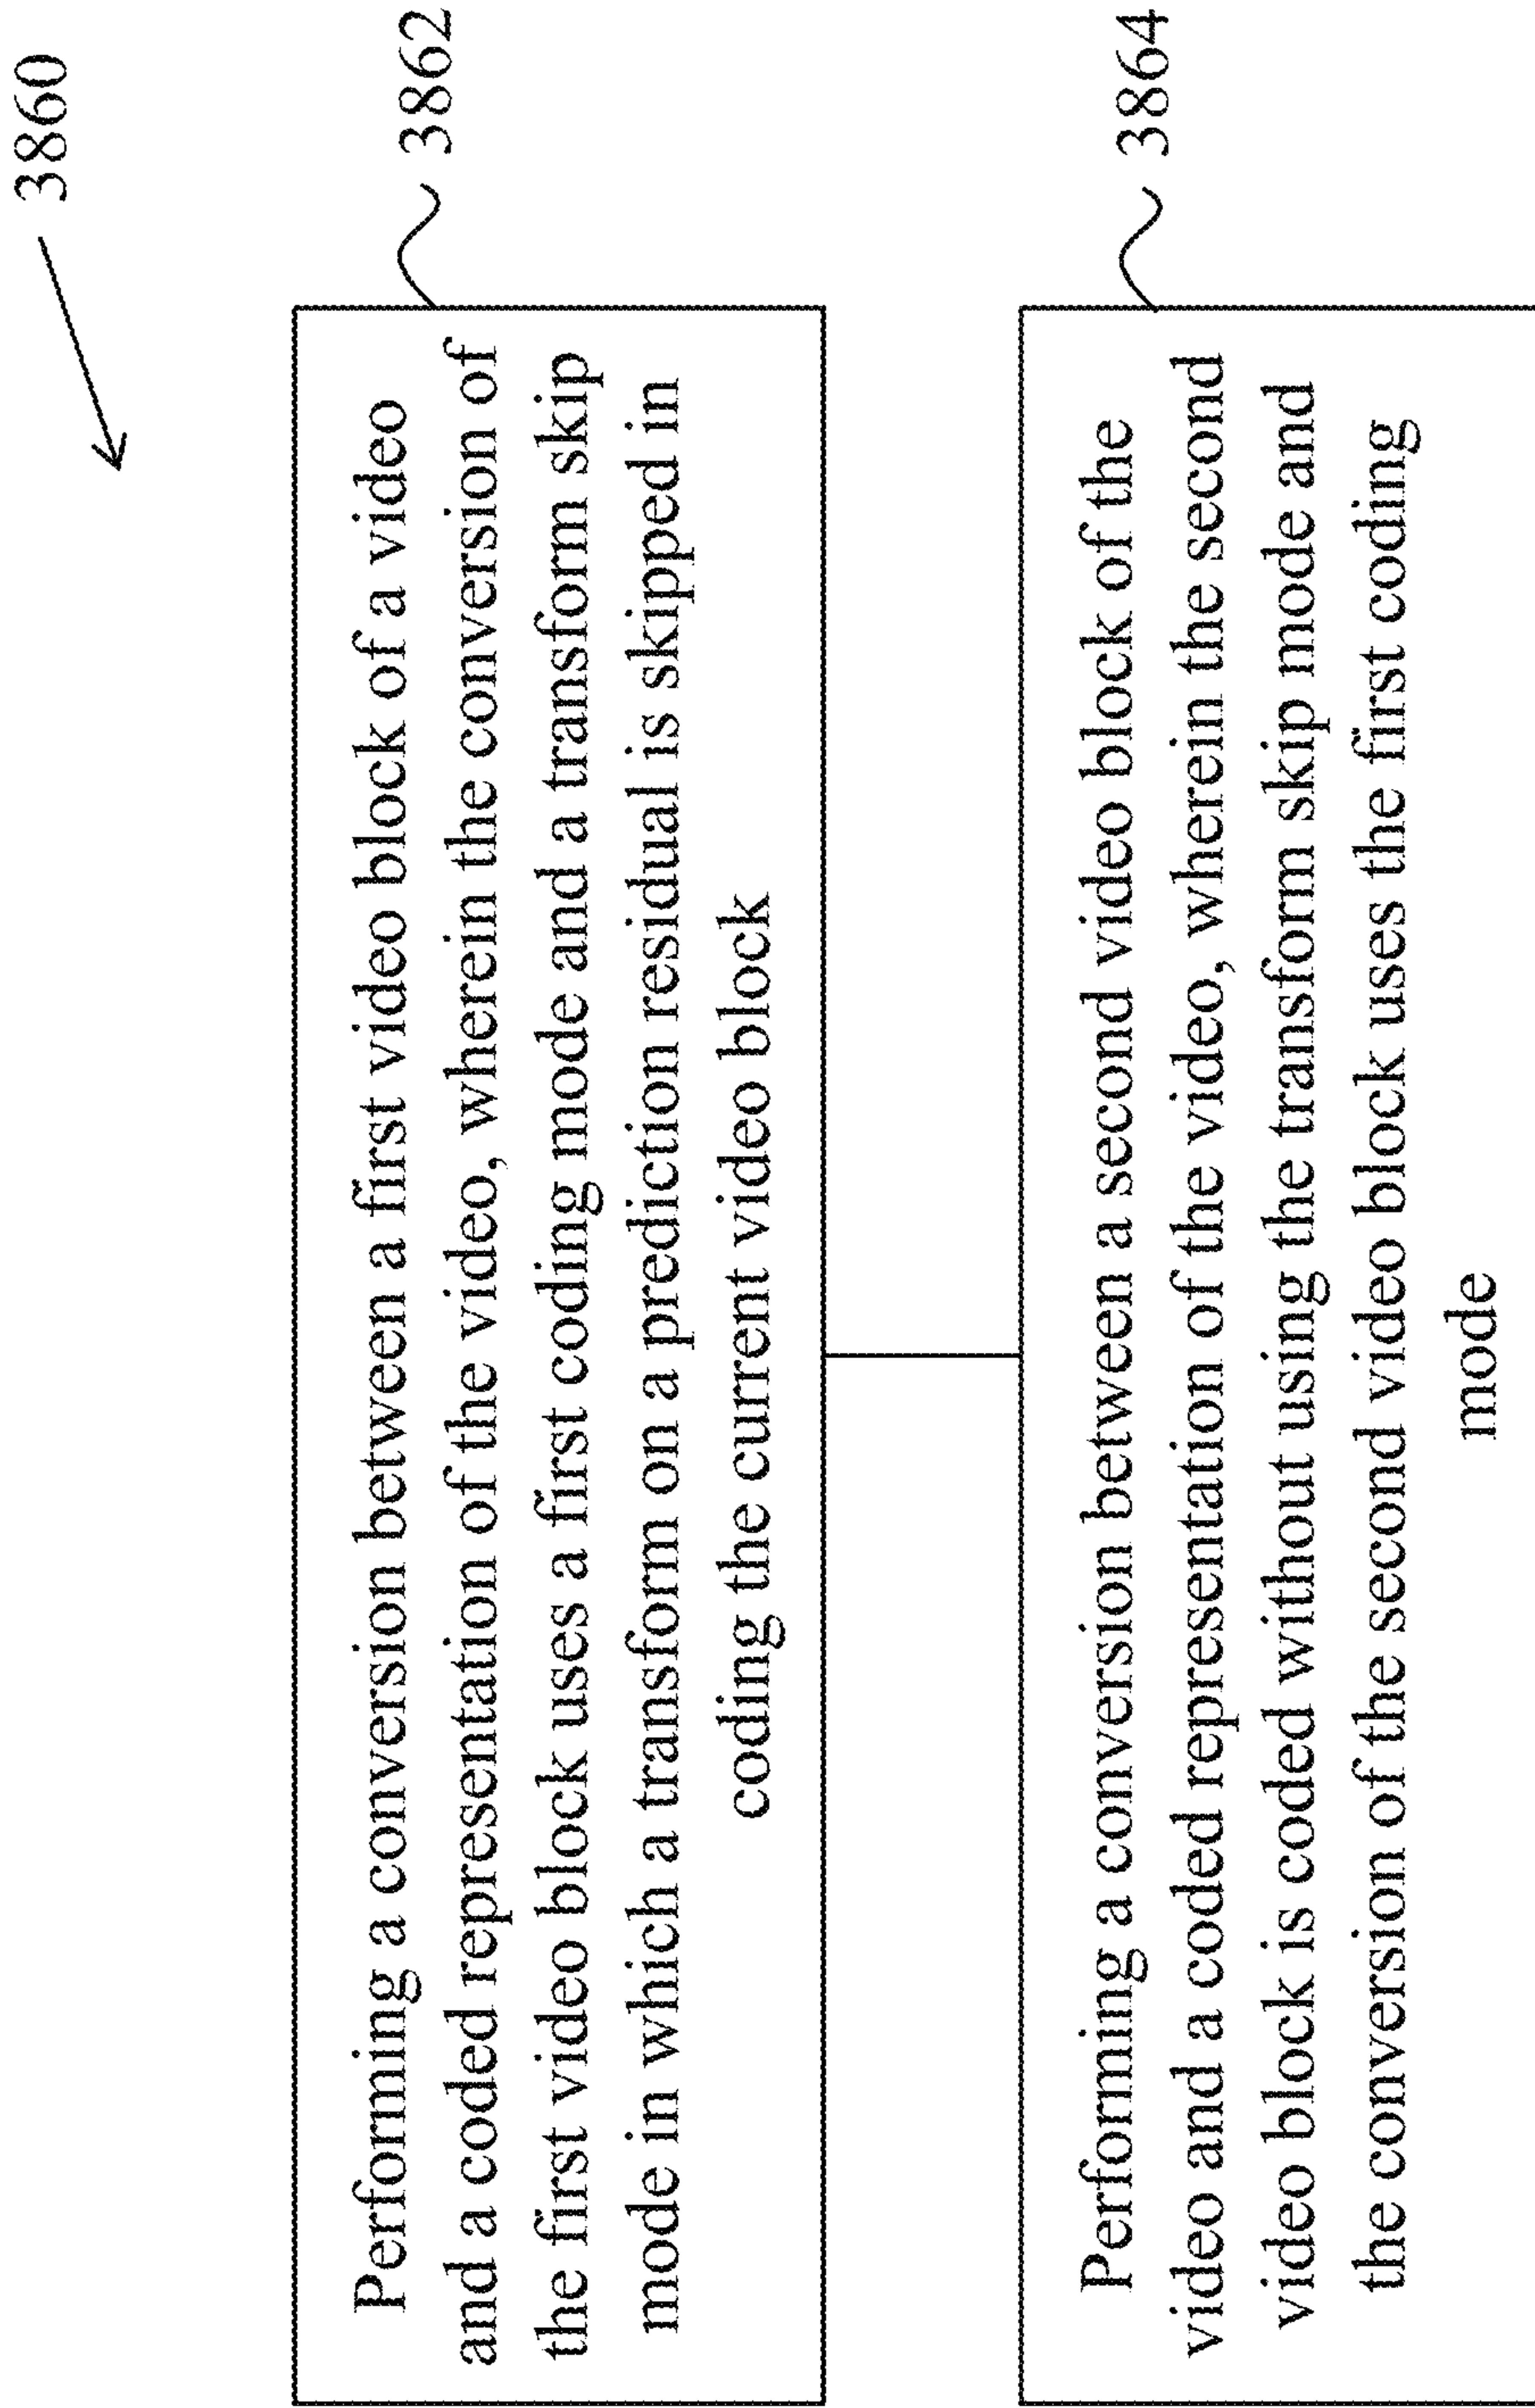 3860
Performing a conversion between a first video block of a video
and a coded representation of the video, wherein the conversion of
the first video block uses a first coding mode and a transform skip
mode in which a transform on a prediction residual is skipped in
coding the current video block
3862
Performing a conversion between a second video block of the
video and a coded representation of the video, wherein the second
video block is coded without using the transform skip mode and
the conversion of the second video block uses the first coding
mode
3864